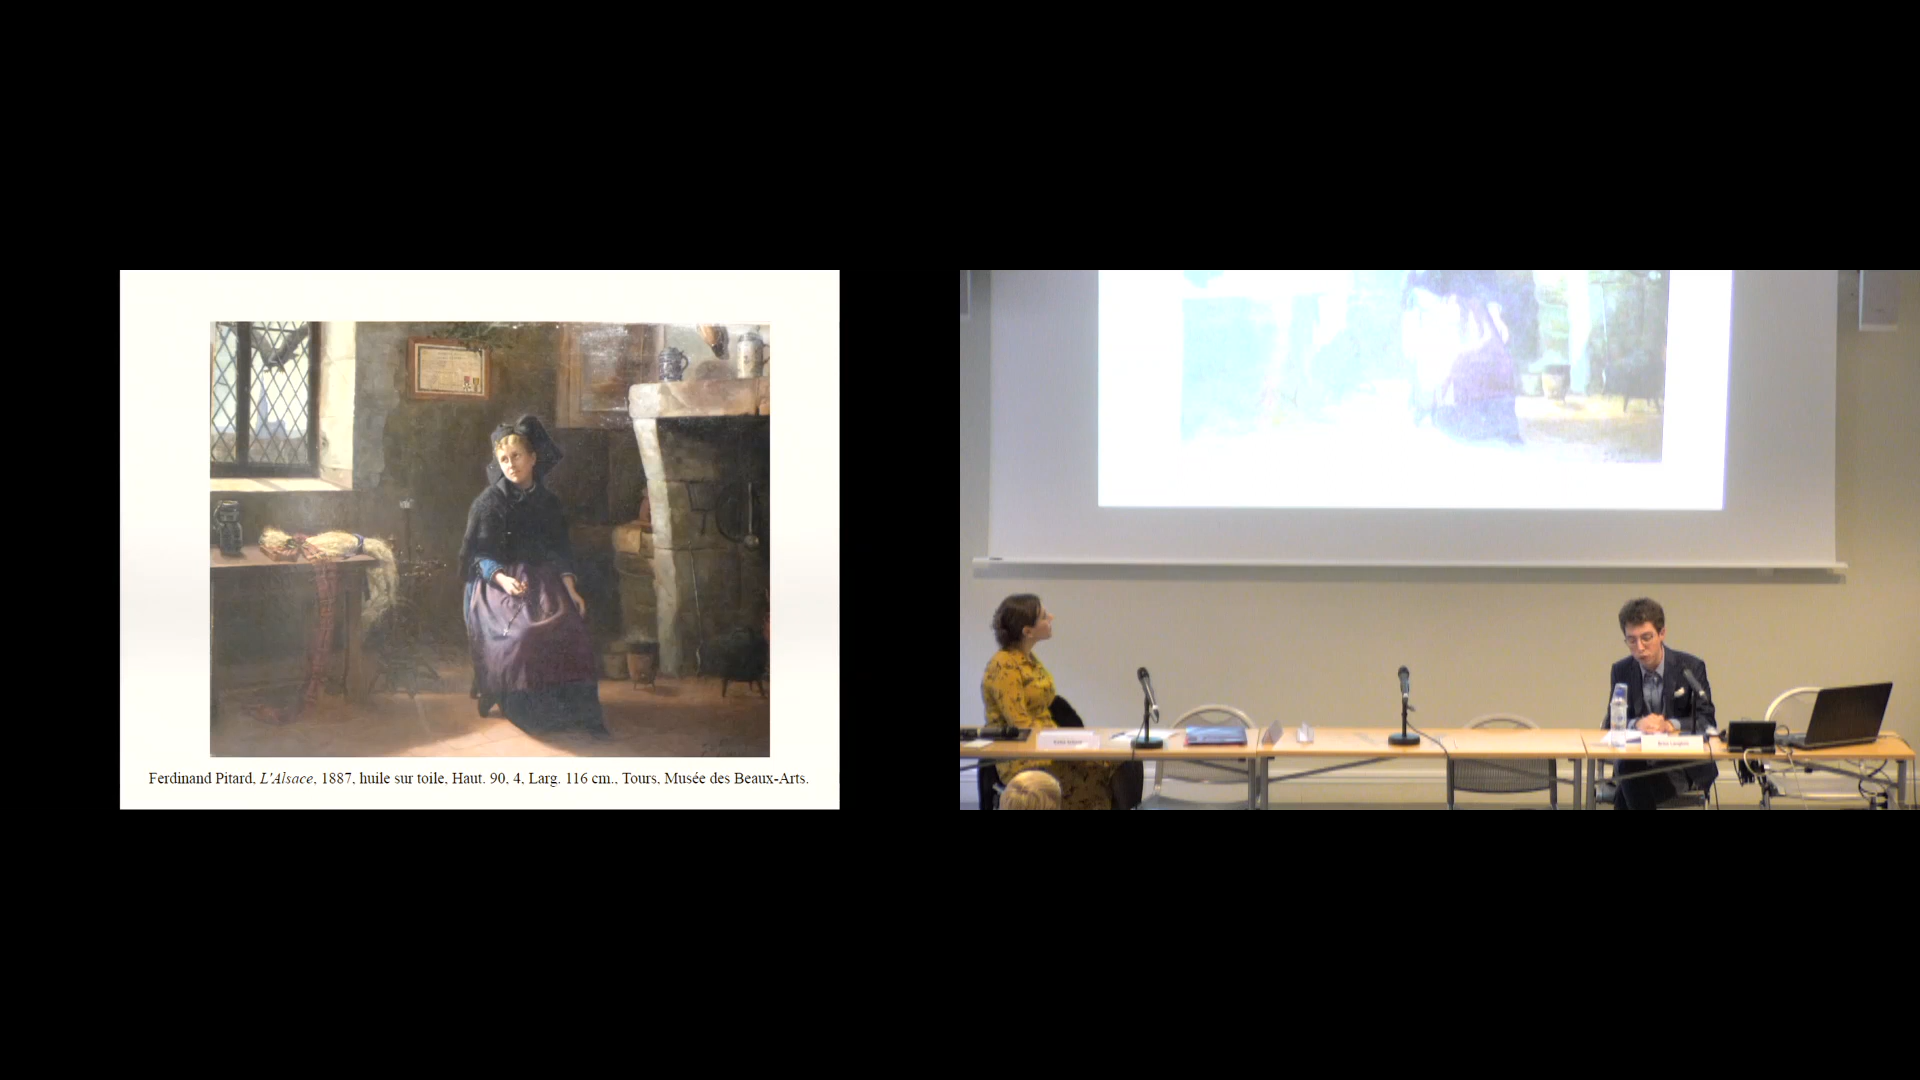 Ferdinand Pitard, L'Alsace, 1887, huile sur toile, Haut. 90, 4, Larg. 116 cm., Tours, Musée des Beaux-Arts.